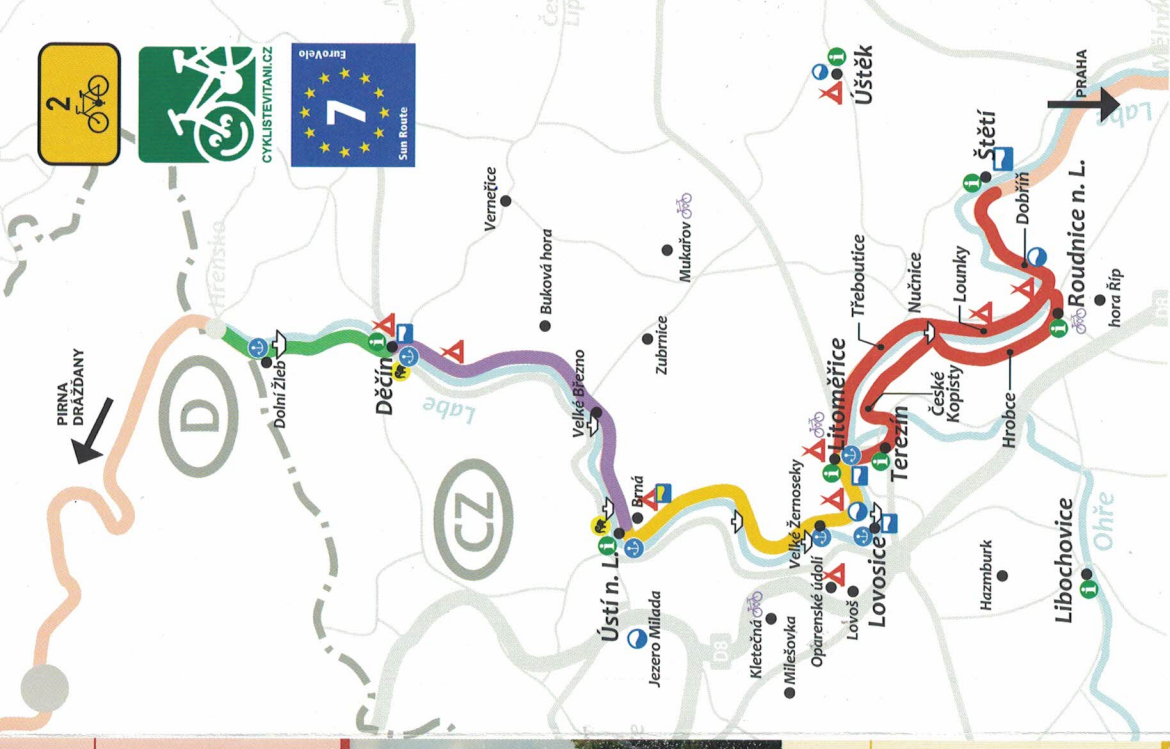 2
CYKLISTEVITANI.CZ
EuroVelo
7
Sun Route
PIRNA
DRÁŽĎANY
D
Hřensko
Dolní Žleb
Děčín
Labe
CZ
Verneřice
Buková hora
Mukařov
Zubrnice
Velké Březno
Brná
Ústí n. L.
Jezero Milada
D8
Kletečná
Milešovka
Velké Žernoseky
Oparenské údolí
Lovoš
Lovosice
Litoměřice
Terezín
Třeboutice
České
Kopisty
Nučnice
Lounky
Hrobce
Dobříň
Roudnice n. L.
hora Říp
Štětí
Úštěk
PRAHA
Labe
Mělník
D8
Hazmburk
Libochovice
Ohře